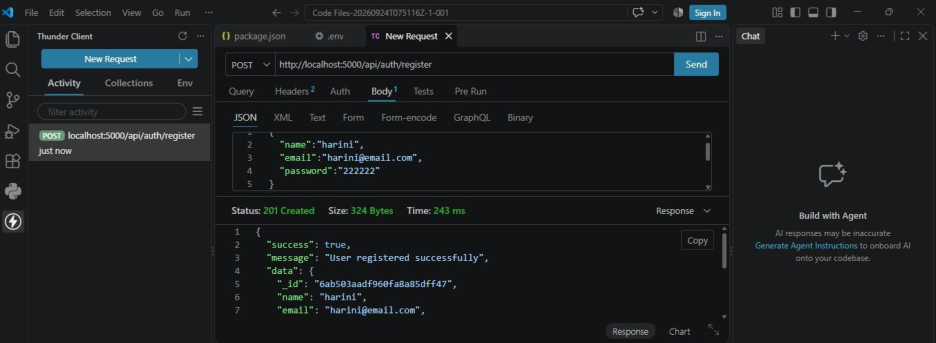 File Edit Selection View Go Run ··· Code Files-20260924T075116Z-1-001 Sign In
Thunder Client
New Request
Activity Collections Env
filter activity
POST localhost:5000/api/auth/register
just now
{} package.json .env TC New Request
POST http://localhost:5000/api/auth/register Send
Query Headers 2 Auth Body 1 Tests Pre Run
JSON XML Text Form Form-encode GraphQL Binary
1 {
2 "name":"harini",
3 "email":"harini@email.com",
4 "password":"222222"
5 }
Status: 201 Created Size: 324 Bytes Time: 243 ms Response
Copy
1 {
2 "success": true,
3 "message": "User registered successfully",
4 "data": {
5 "_id": "6ab503aadf960fa8a85dff47",
6 "name": "harini",
7 "email": "harini@email.com",
Response Chart
Chat
Build with Agent
AI responses may be inaccurate
Generate Agent Instructions to onboard AI
onto your codebase.